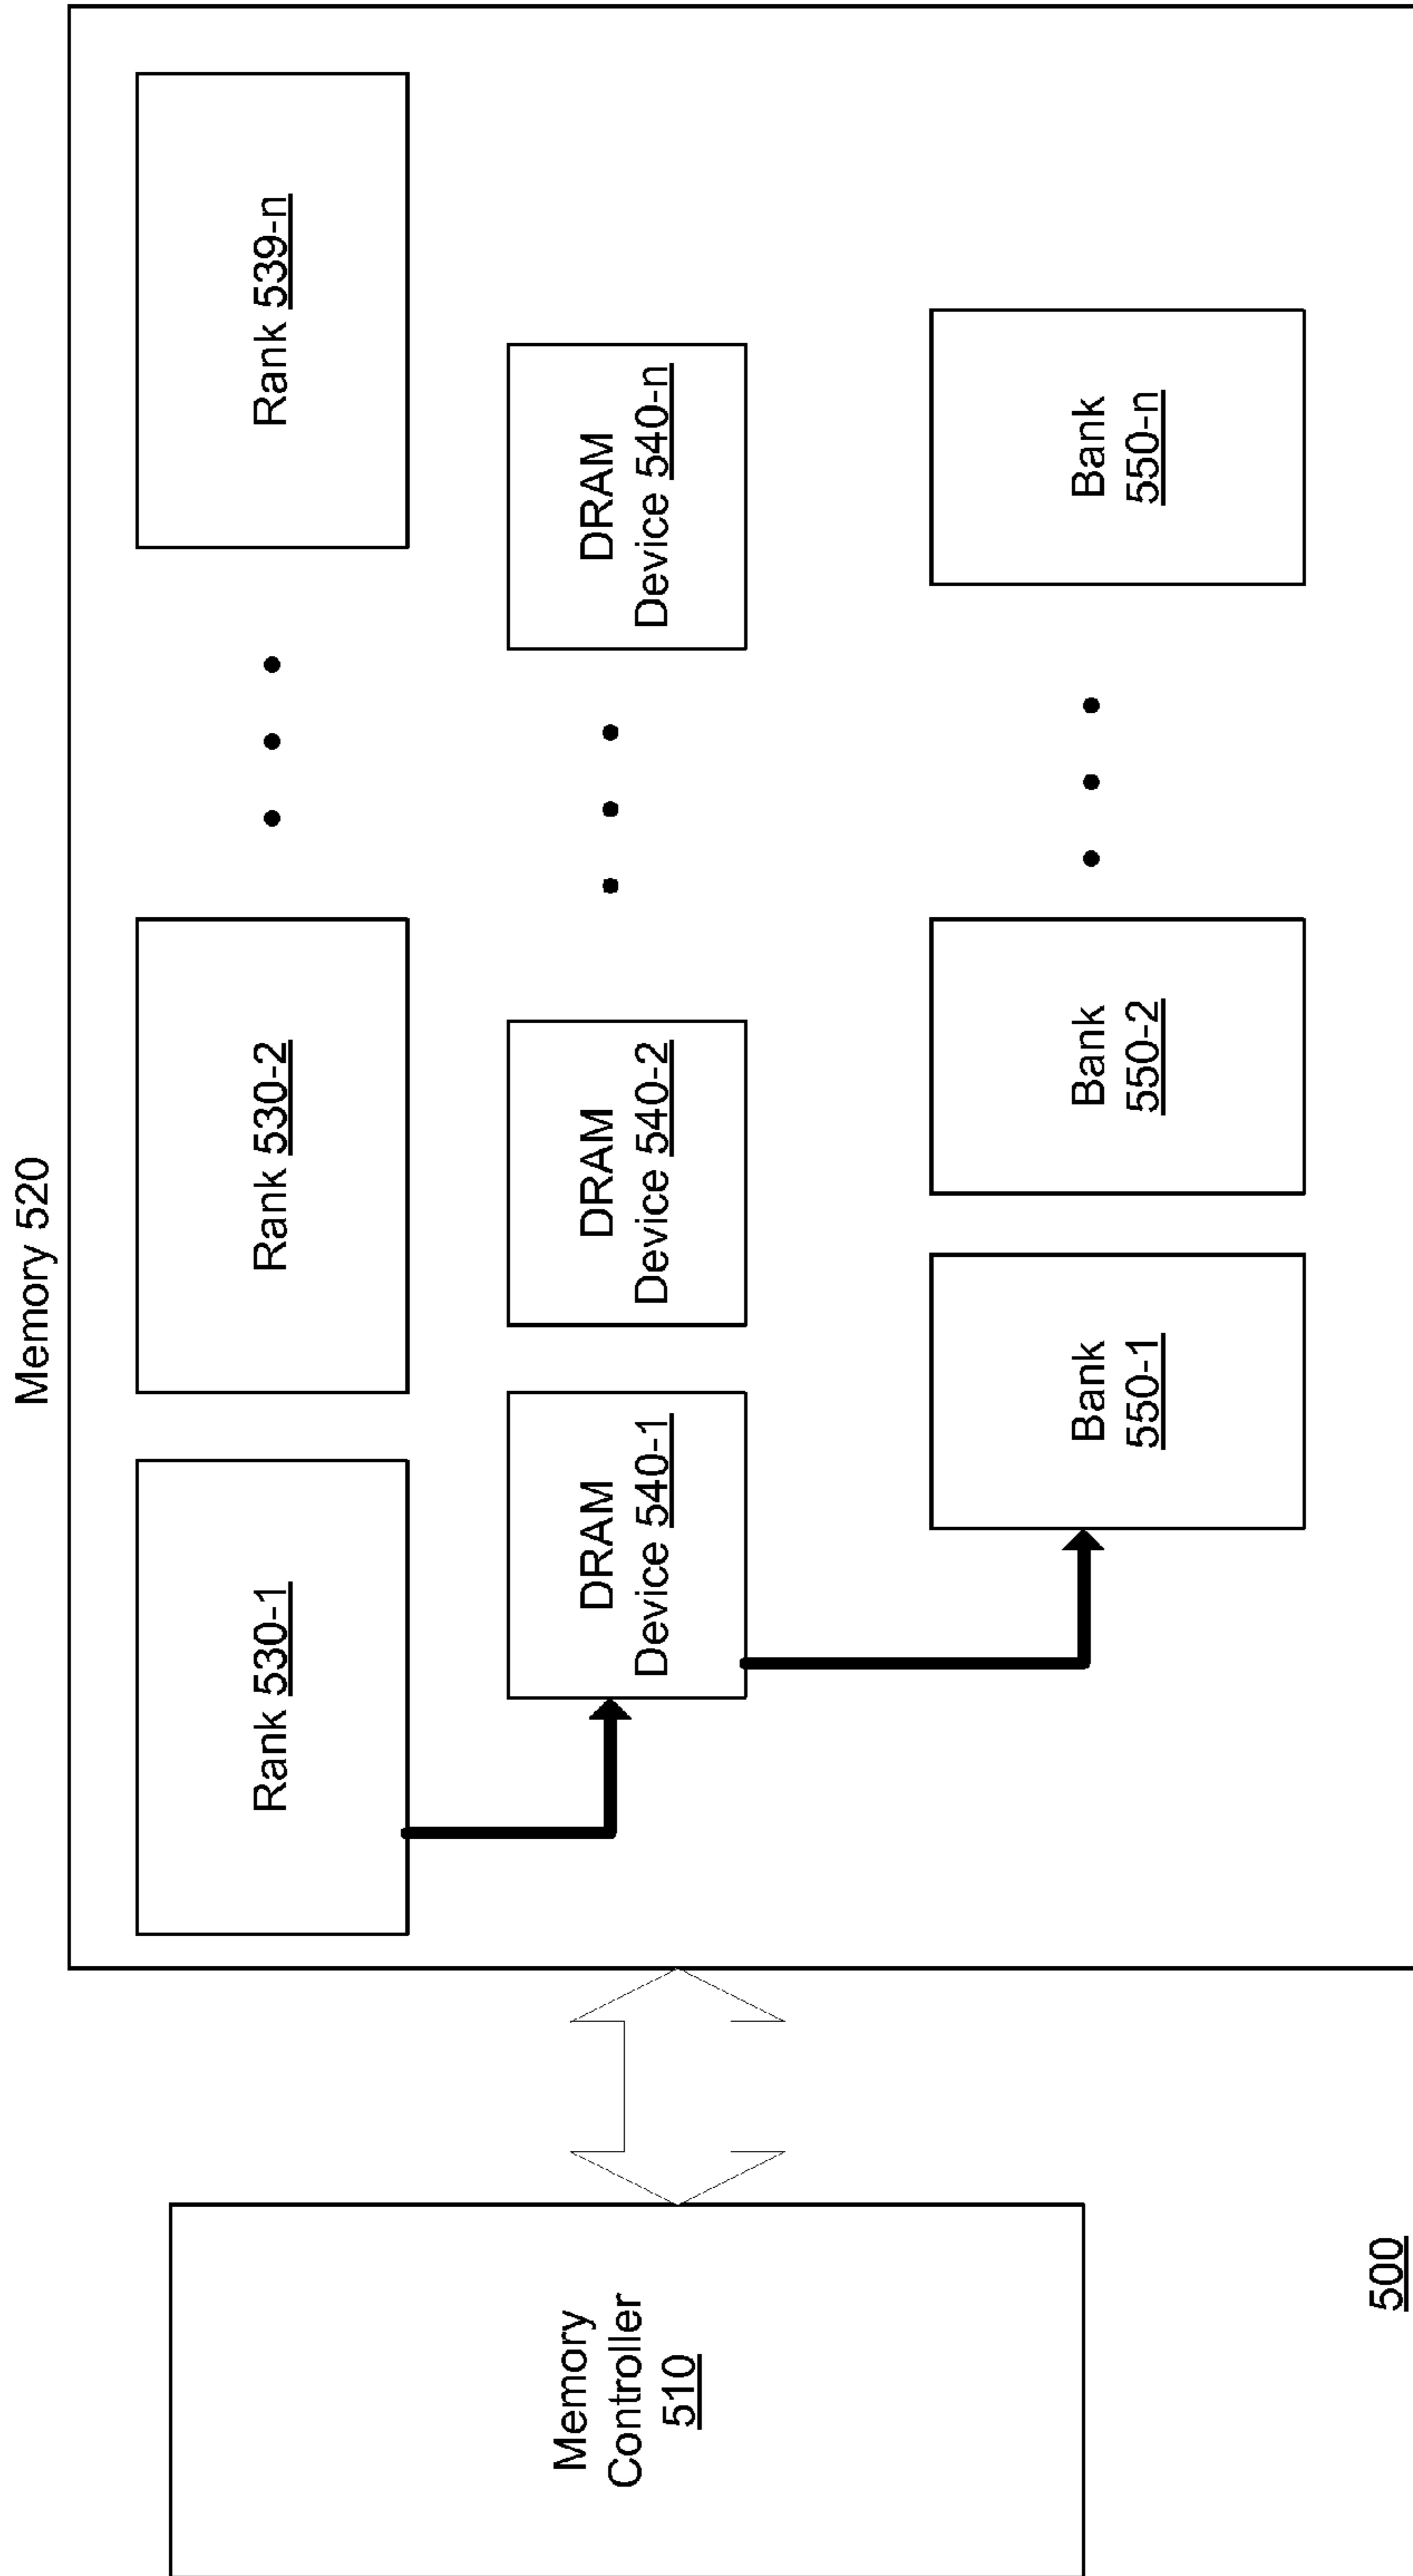 Memory 520
Rank 530-1
Rank 530-2
Rank 539-n
DRAM
Device 540-1
DRAM
Device 540-2
DRAM
Device 540-n
Bank
550-1
Bank
550-2
Bank
550-n
Memory
Controller
510
500